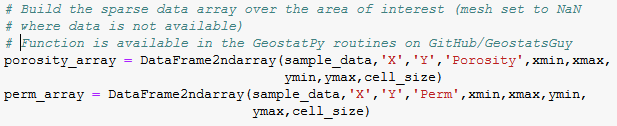 # Build the sparse data array over the area of interest (mesh set to NaN
# where data is not available)
# Function is available in the GeostatPy routines on GitHub/GeostatsGuy
porosity_array = DataFrame2ndarray(sample_data,'X','Y','Porosity',xmin,xmax,
ymin,ymax,cell_size)
perm_array = DataFrame2ndarray(sample_data,'X','Y','Perm',xmin,xmax,ymin,
ymax,cell_size)